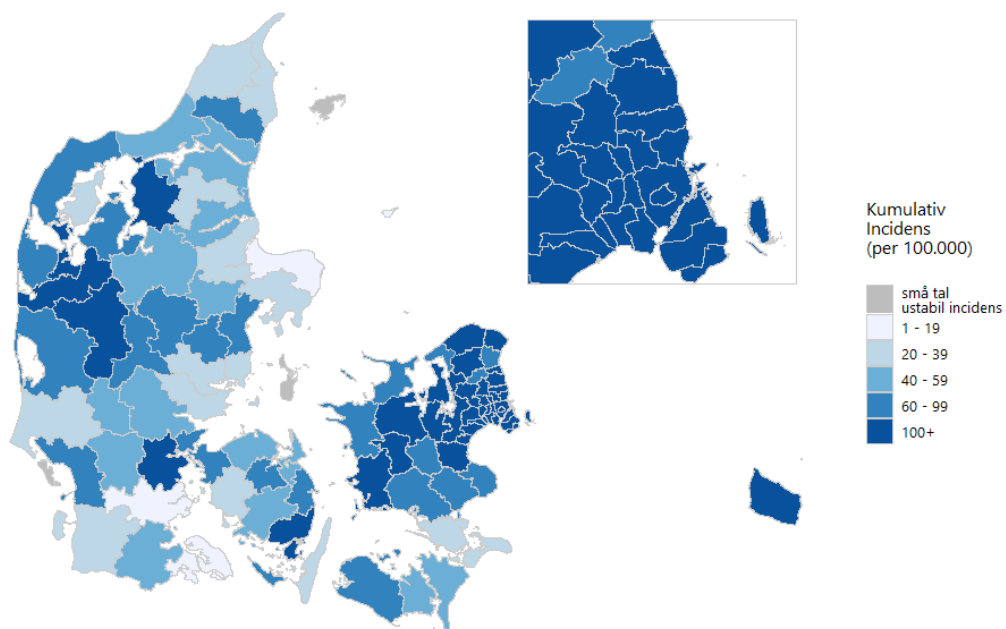 Kumulativ
Incidens
(per 100.000)
små tal
ustabil incidens
1 - 19
20 - 39
40 - 59
60 - 99
100+